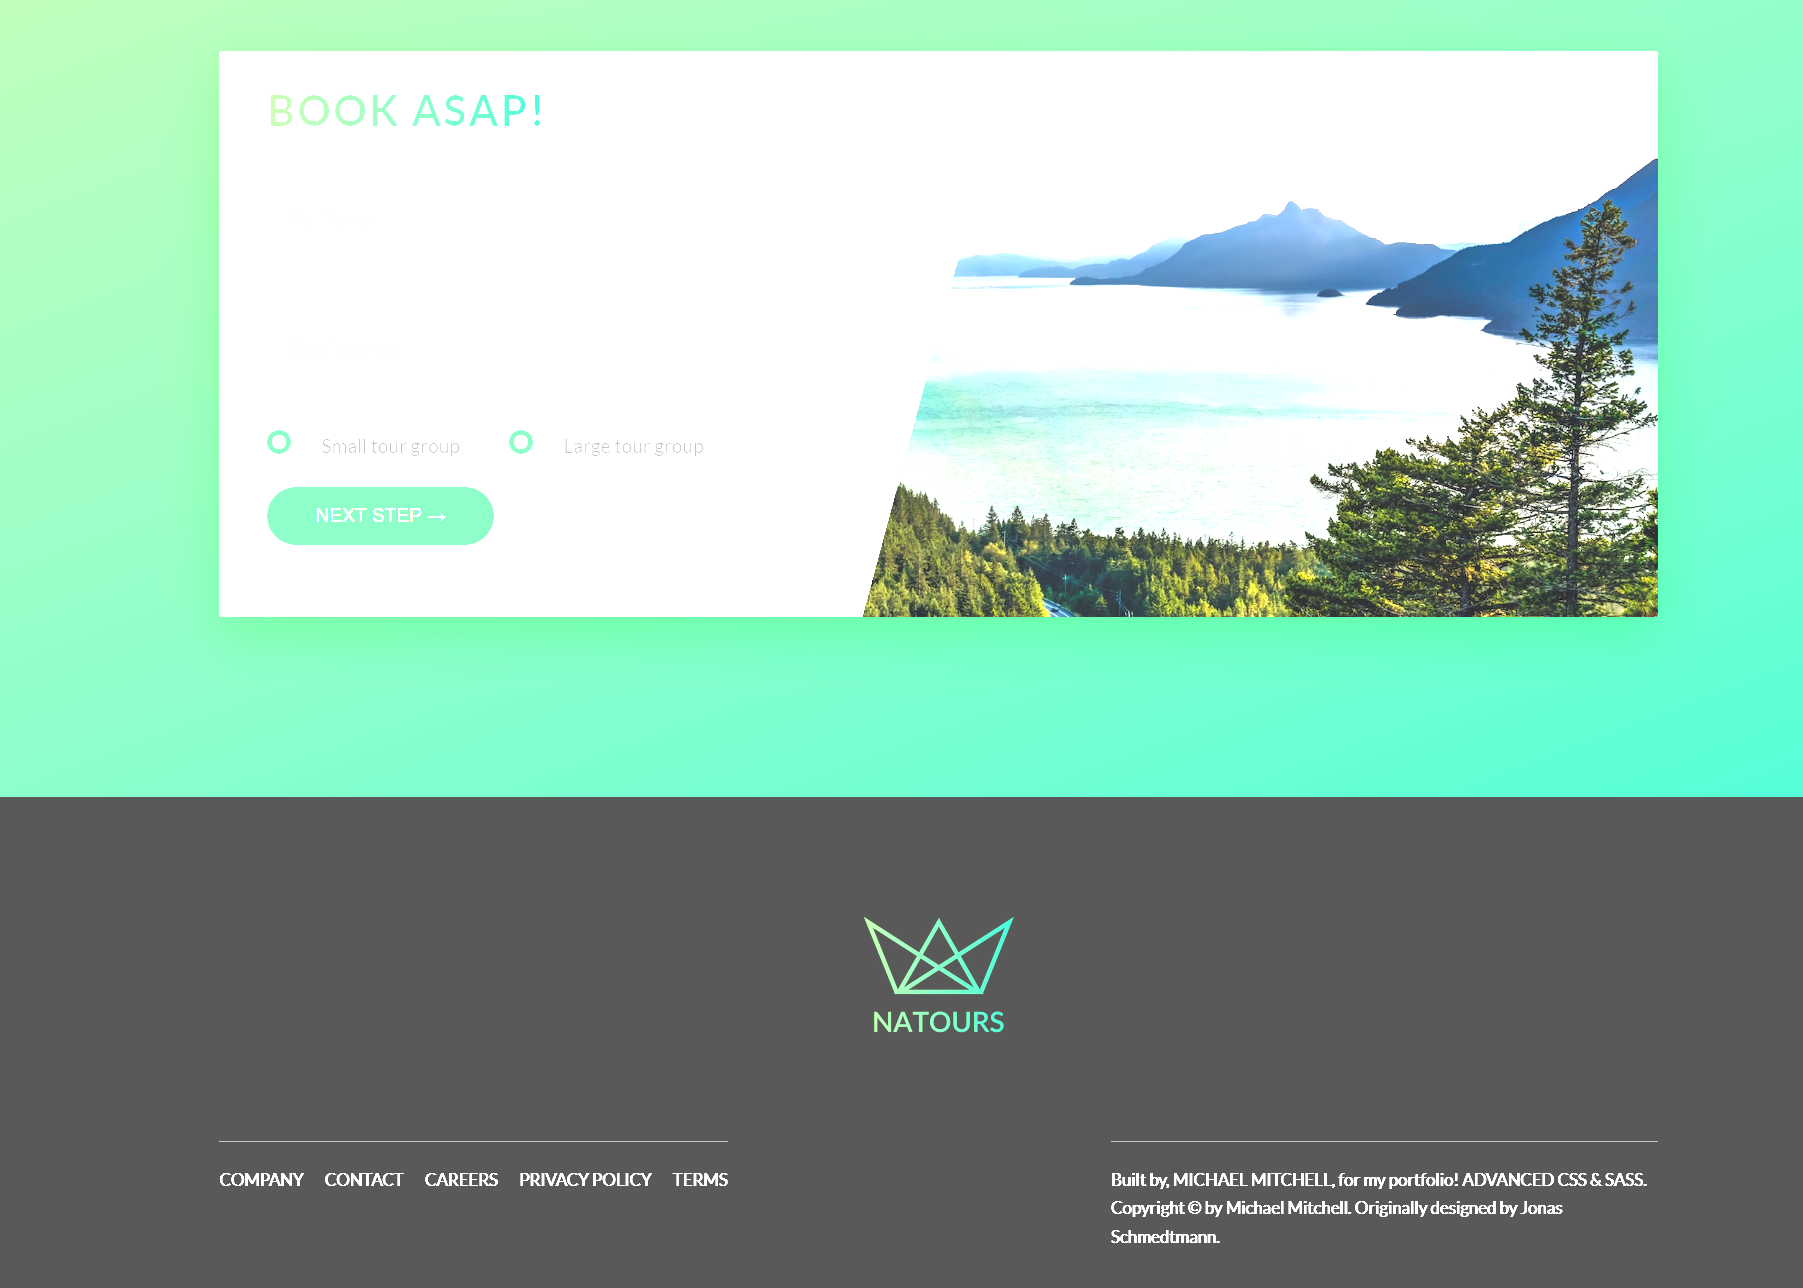 BOOK ASAP!
Small tour group
Large tour group
NEXT STEP →
NATOURS
COMPANY CONTACT CAREERS PRIVACY POLICY TERMS
Built by, MICHAEL MITCHELL, for my portfolio! ADVANCED CSS & SASS.
Copyright © by Michael Mitchell. Originally designed by Jonas
Schmedtmann.